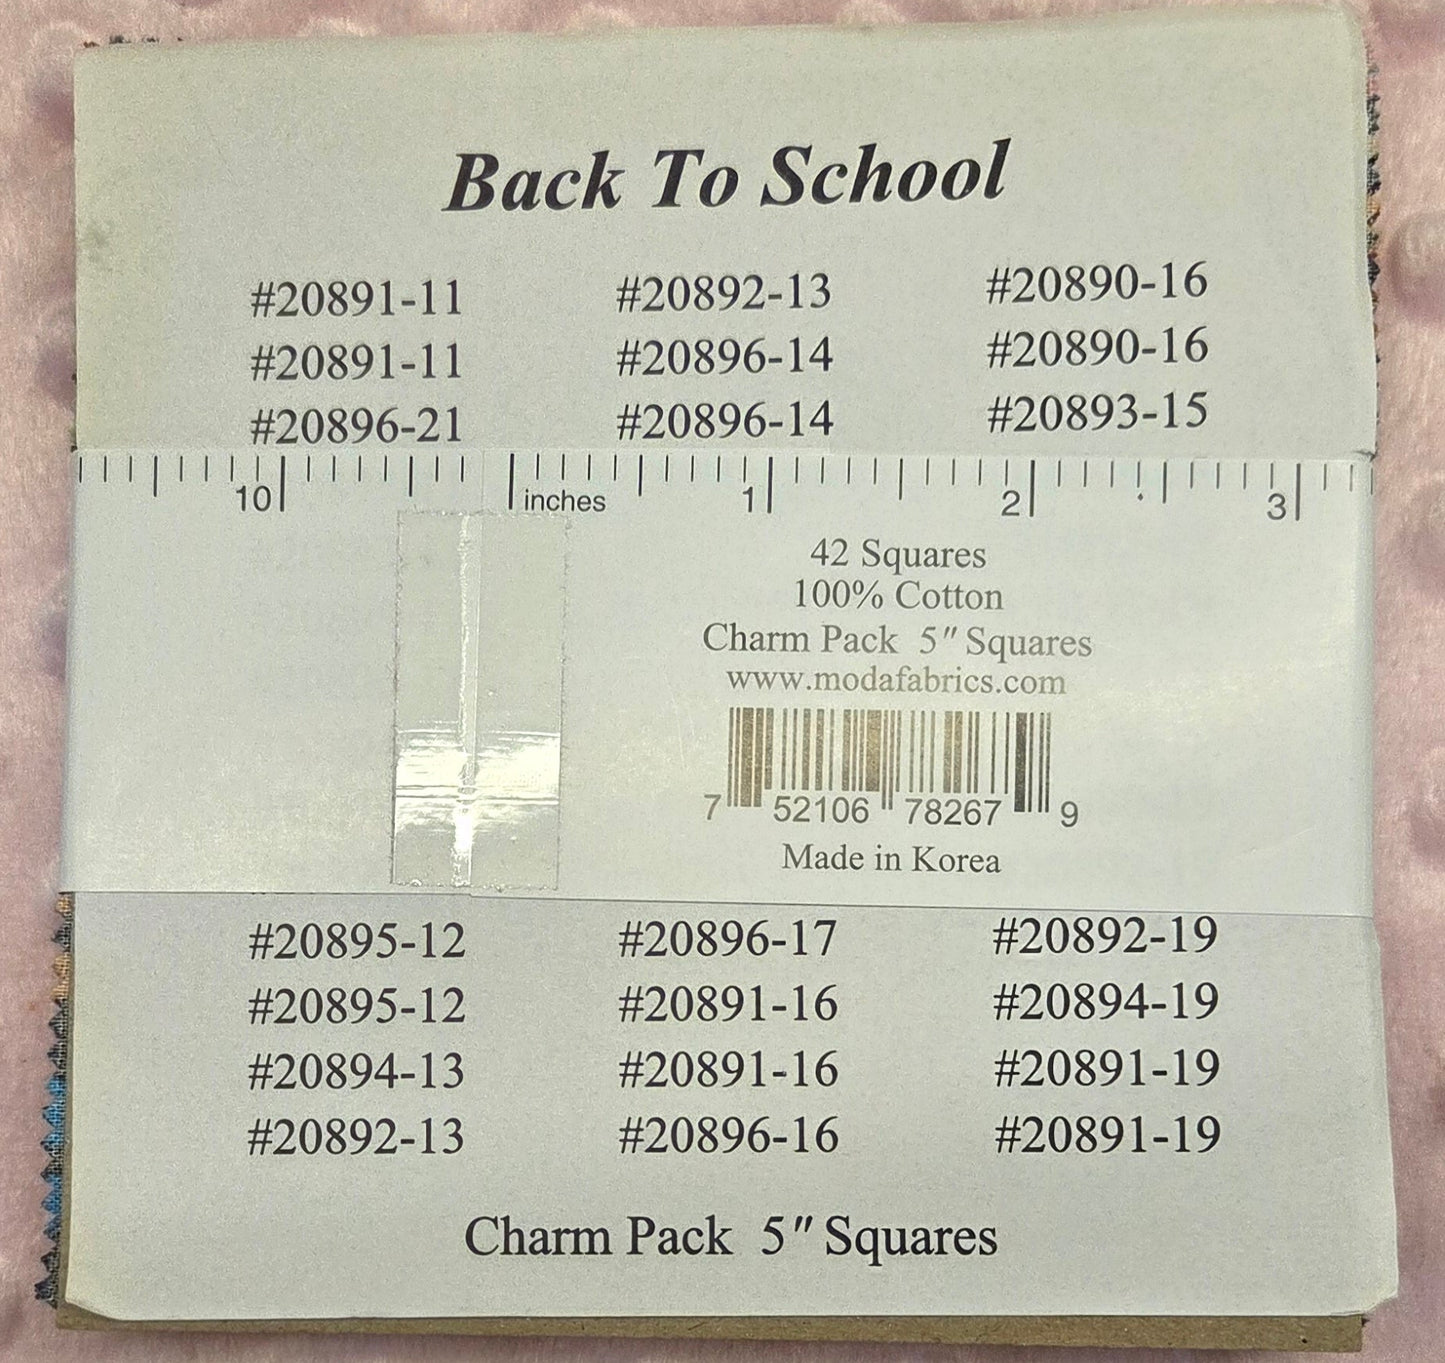 Back To School
#20891-11 #20892-13 #20890-16
#20891-11 #20896-14 #20890-16
#20896-21 #20896-14 #20893-15
10 inches 1 2 3
42 Squares
100% Cotton
Charm Pack 5" Squares
www.modafabrics.com
7 52106 78267 9
Made in Korea
#20895-12 #20896-17 #20892-19
#20895-12 #20891-16 #20894-19
#20894-13 #20891-16 #20891-19
#20892-13 #20896-16 #20891-19
Charm Pack 5" Squares